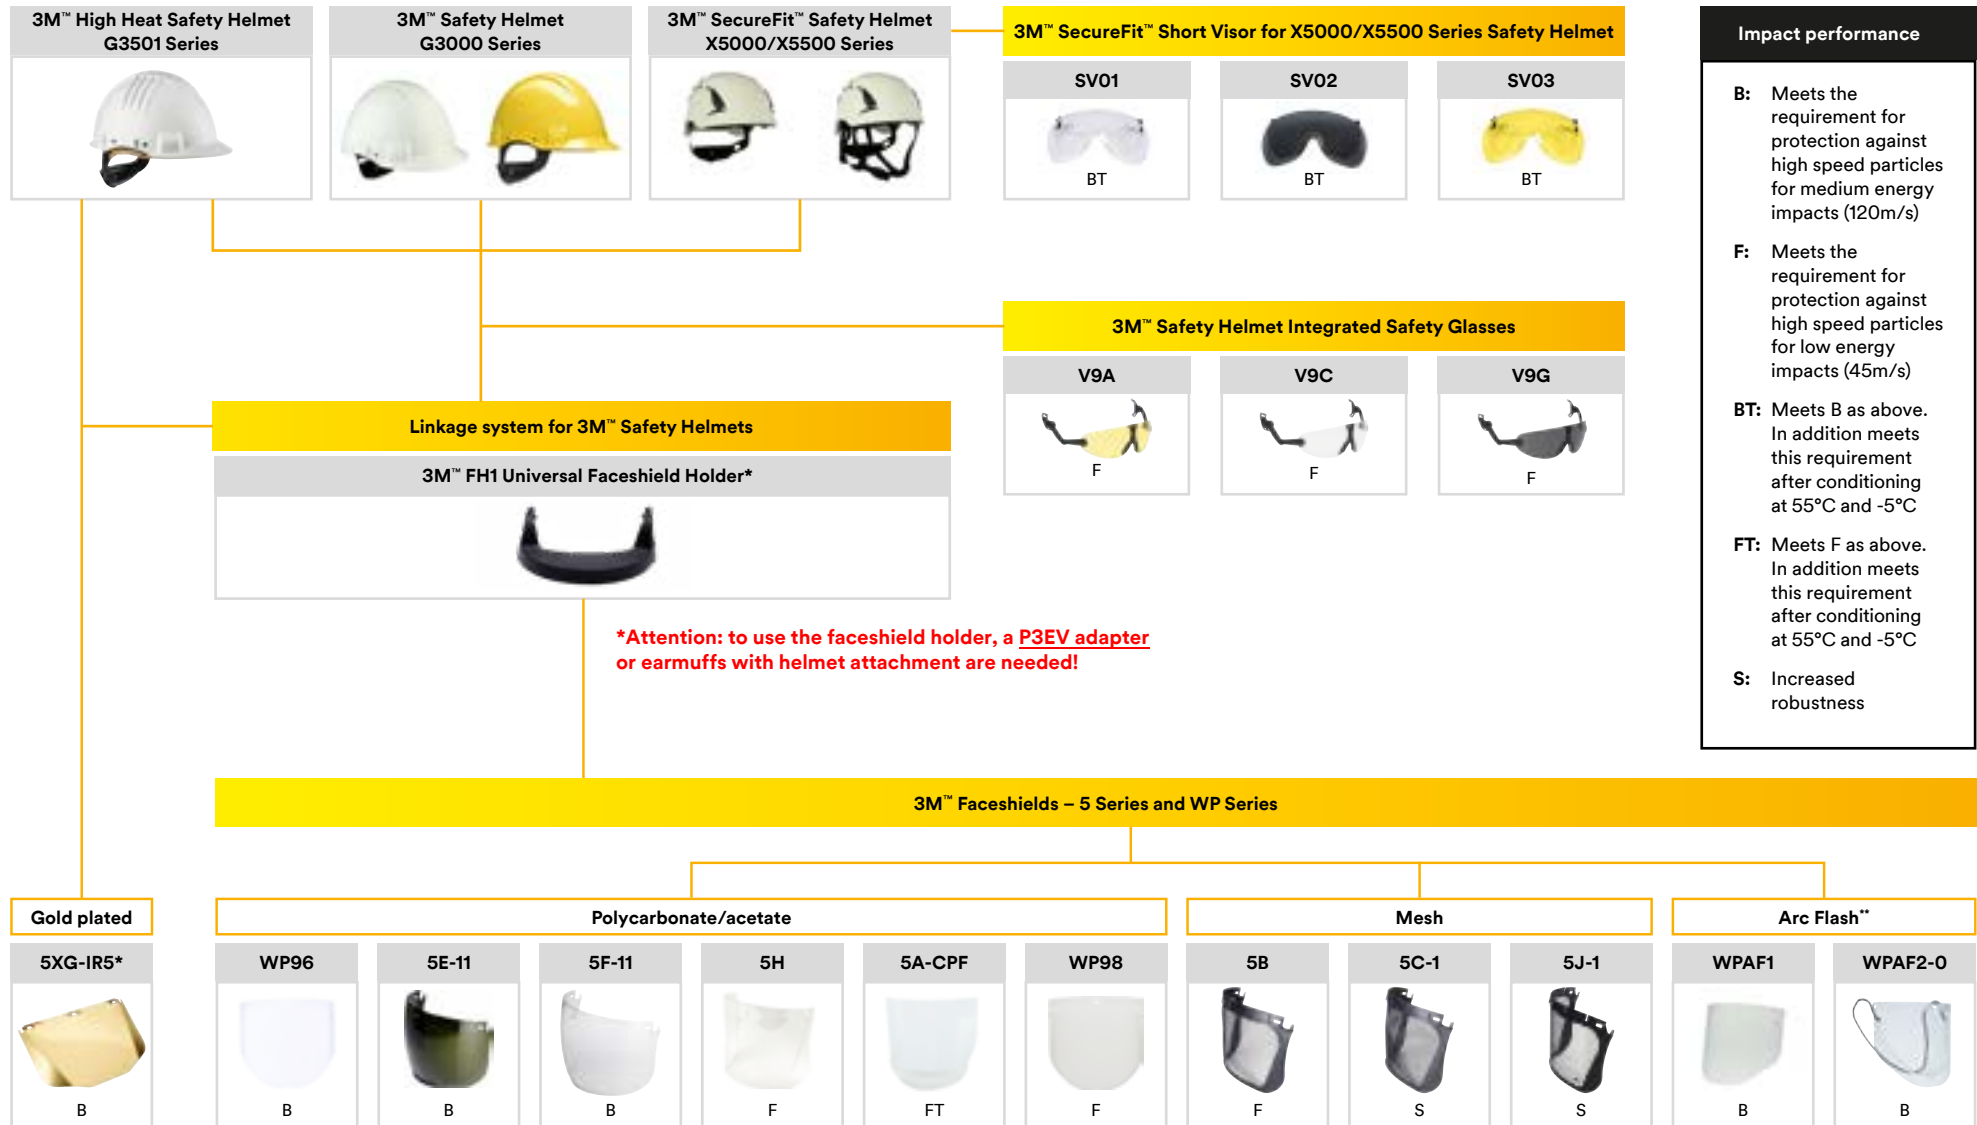 3M™ High Heat Safety Helmet
G3501 Series
3M™ Safety Helmet
G3000 Series
3M™ SecureFit™ Safety Helmet
X5000/X5500 Series
3M™ SecureFit™ Short Visor for X5000/X5500 Series Safety Helmet
SV01
SV02
SV03
BT
BT
BT
3M™ Safety Helmet Integrated Safety Glasses
V9A
V9C
V9G
F
F
F
Linkage system for 3M™ Safety Helmets
3M™ FH1 Universal Faceshield Holder*
*Attention: to use the faceshield holder, a P3EV adapter
or earmuffs with helmet attachment are needed!
3M™ Faceshields – 5 Series and WP Series
Gold plated
Polycarbonate/acetate
Mesh
Arc Flash**
5XG-IR5*
WP96
5E-11
5F-11
5H
5A-CPF
WP98
5B
5C-1
5J-1
WPAF1
WPAF2-0
B
B
B
B
F
FT
F
F
S
S
B
B
Impact performance
B: Meets the
requirement for
protection against
high speed particles
for medium energy
impacts (120m/s)
F: Meets the
requirement for
protection against
high speed particles
for low energy
impacts (45m/s)
BT: Meets B as above.
In addition meets
this requirement
after conditioning
at 55°C and -5°C
FT: Meets F as above.
In addition meets
this requirement
after conditioning
at 55°C and -5°C
S: Increased
robustness